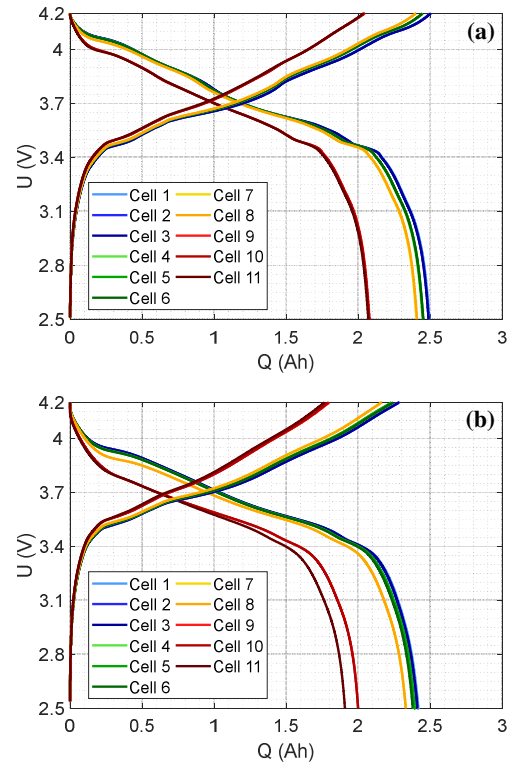 (a)
4.2
4
3.7
3.4
3.1
2.8
2.5
U (V)
Cell 1 Cell 7
Cell 2 Cell 8
Cell 3 Cell 9
Cell 4 Cell 10
Cell 5 Cell 11
Cell 6
0 0.5 1 1.5 2 2.5 3
Q (Ah)
(b)
4.2
4
3.7
3.4
3.1
2.8
2.5
U (V)
Cell 1 Cell 7
Cell 2 Cell 8
Cell 3 Cell 9
Cell 4 Cell 10
Cell 5 Cell 11
Cell 6
0 0.5 1 1.5 2 2.5 3
Q (Ah)